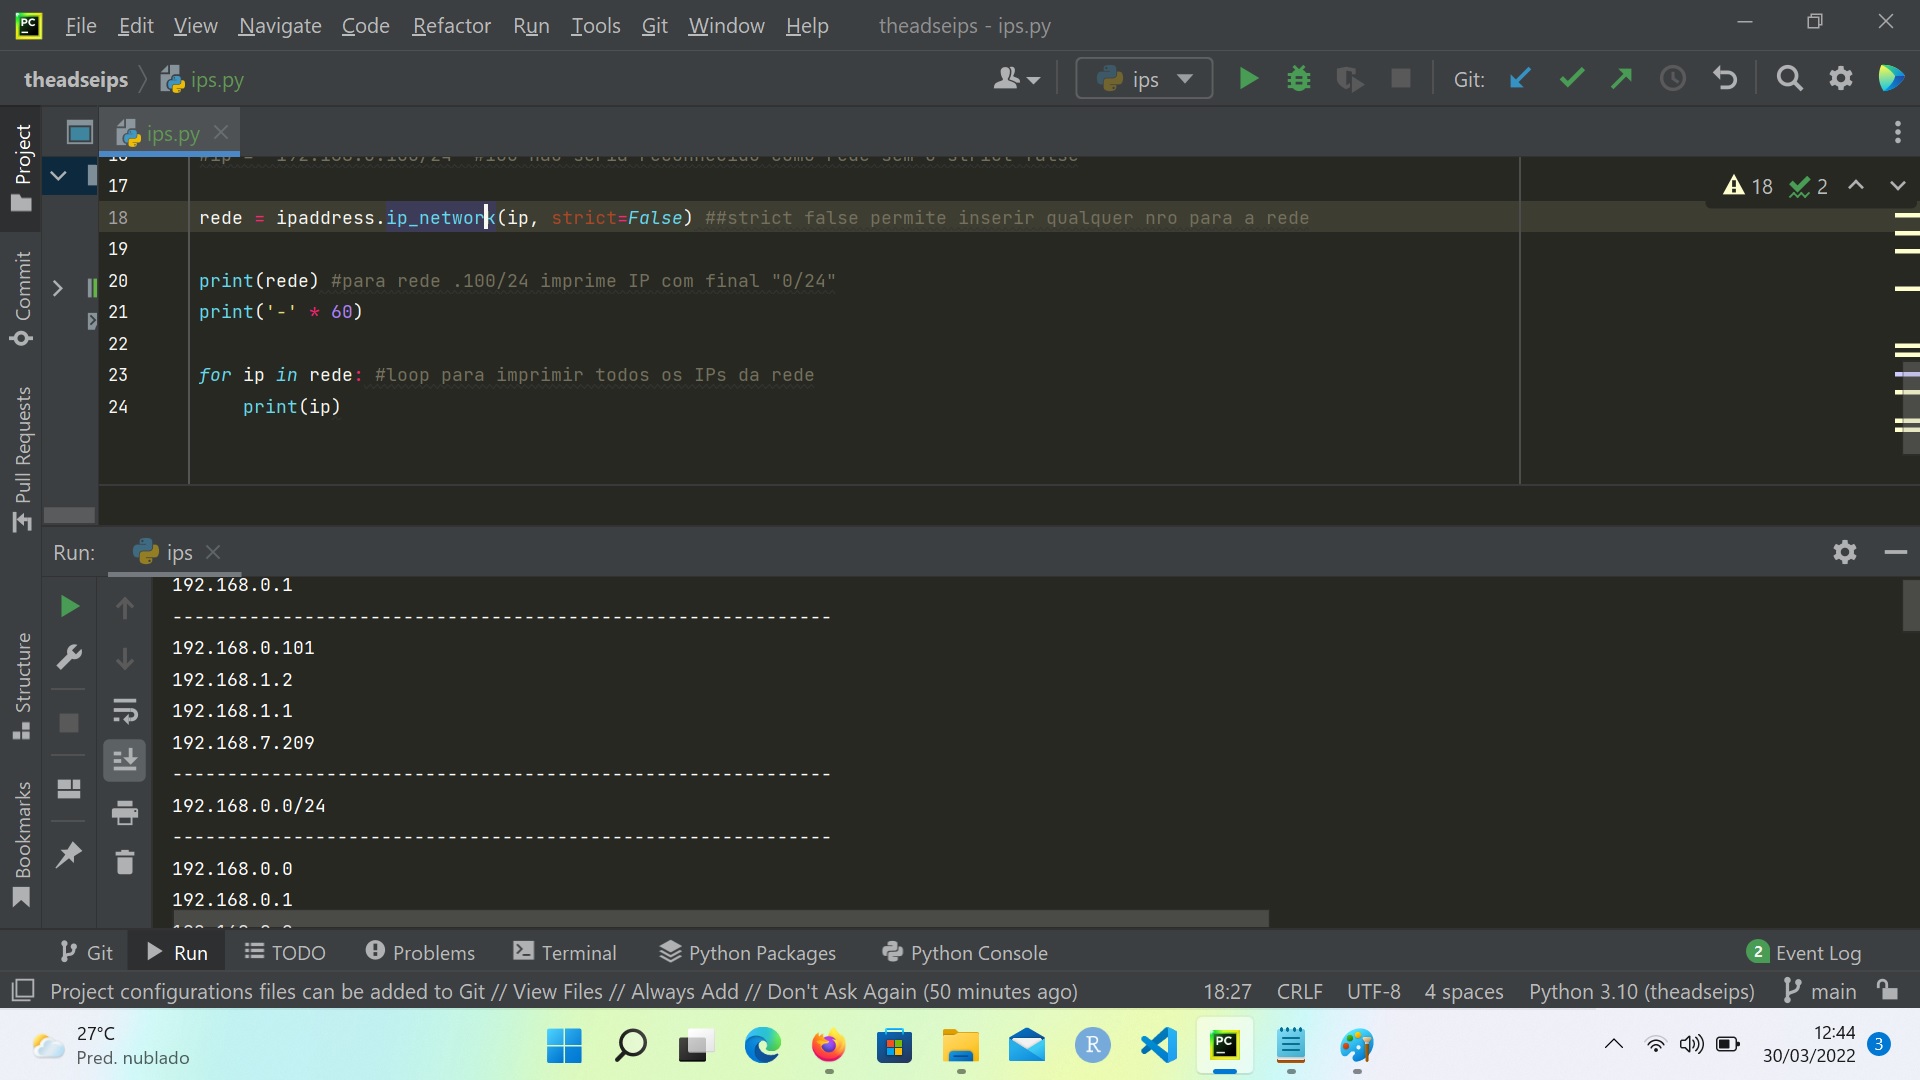 PC File Edit View Navigate Code Refactor Run Tools Git Window Help theadseips - ips.py
theadseips ips.py ips Git:
Project ips.py
17
18 rede = ipaddress.ip_network(ip, strict=False) ##strict false permite inserir qualquer nro para a rede
18 2
19
20 print(rede) #para rede .100/24 imprime IP com final "0/24"
21 print('-' * 60)
22
23 for ip in rede: #loop para imprimir todos os IPs da rede
24 print(ip)
Commit
Pull Requests
Run: ips
192.168.0.1
------------------------------------------------------------
192.168.0.101
192.168.1.2
192.168.1.1
192.168.7.209
------------------------------------------------------------
192.168.0.0/24
------------------------------------------------------------
192.168.0.0
192.168.0.1
Structure
Bookmarks
Git Run TODO Problems Terminal Python Packages Python Console 2 Event Log
Project configurations files can be added to Git // View Files // Always Add // Don't Ask Again (50 minutes ago) 18:27 CRLF UTF-8 4 spaces Python 3.10 (theadseips) main
27°C
Pred. nublado
R
PC
12:44
30/03/2022
3